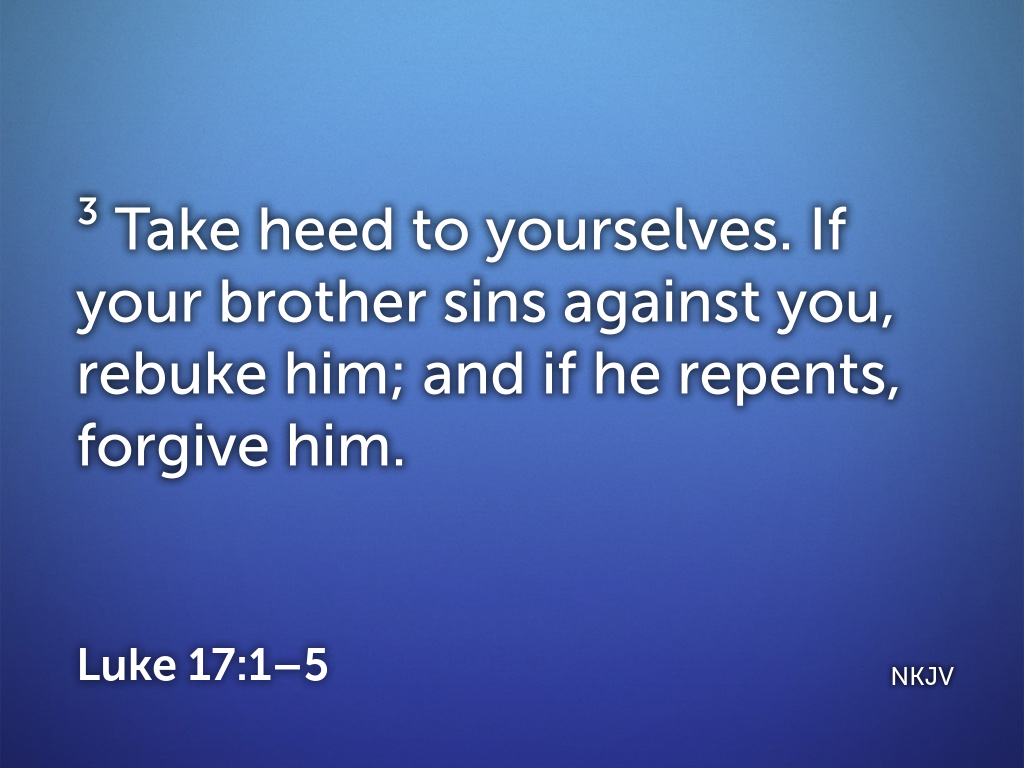 ³ Take heed to yourselves. If
your brother sins against you,
rebuke him; and if he repents,
forgive him.
Luke 17:1–5
NKJV